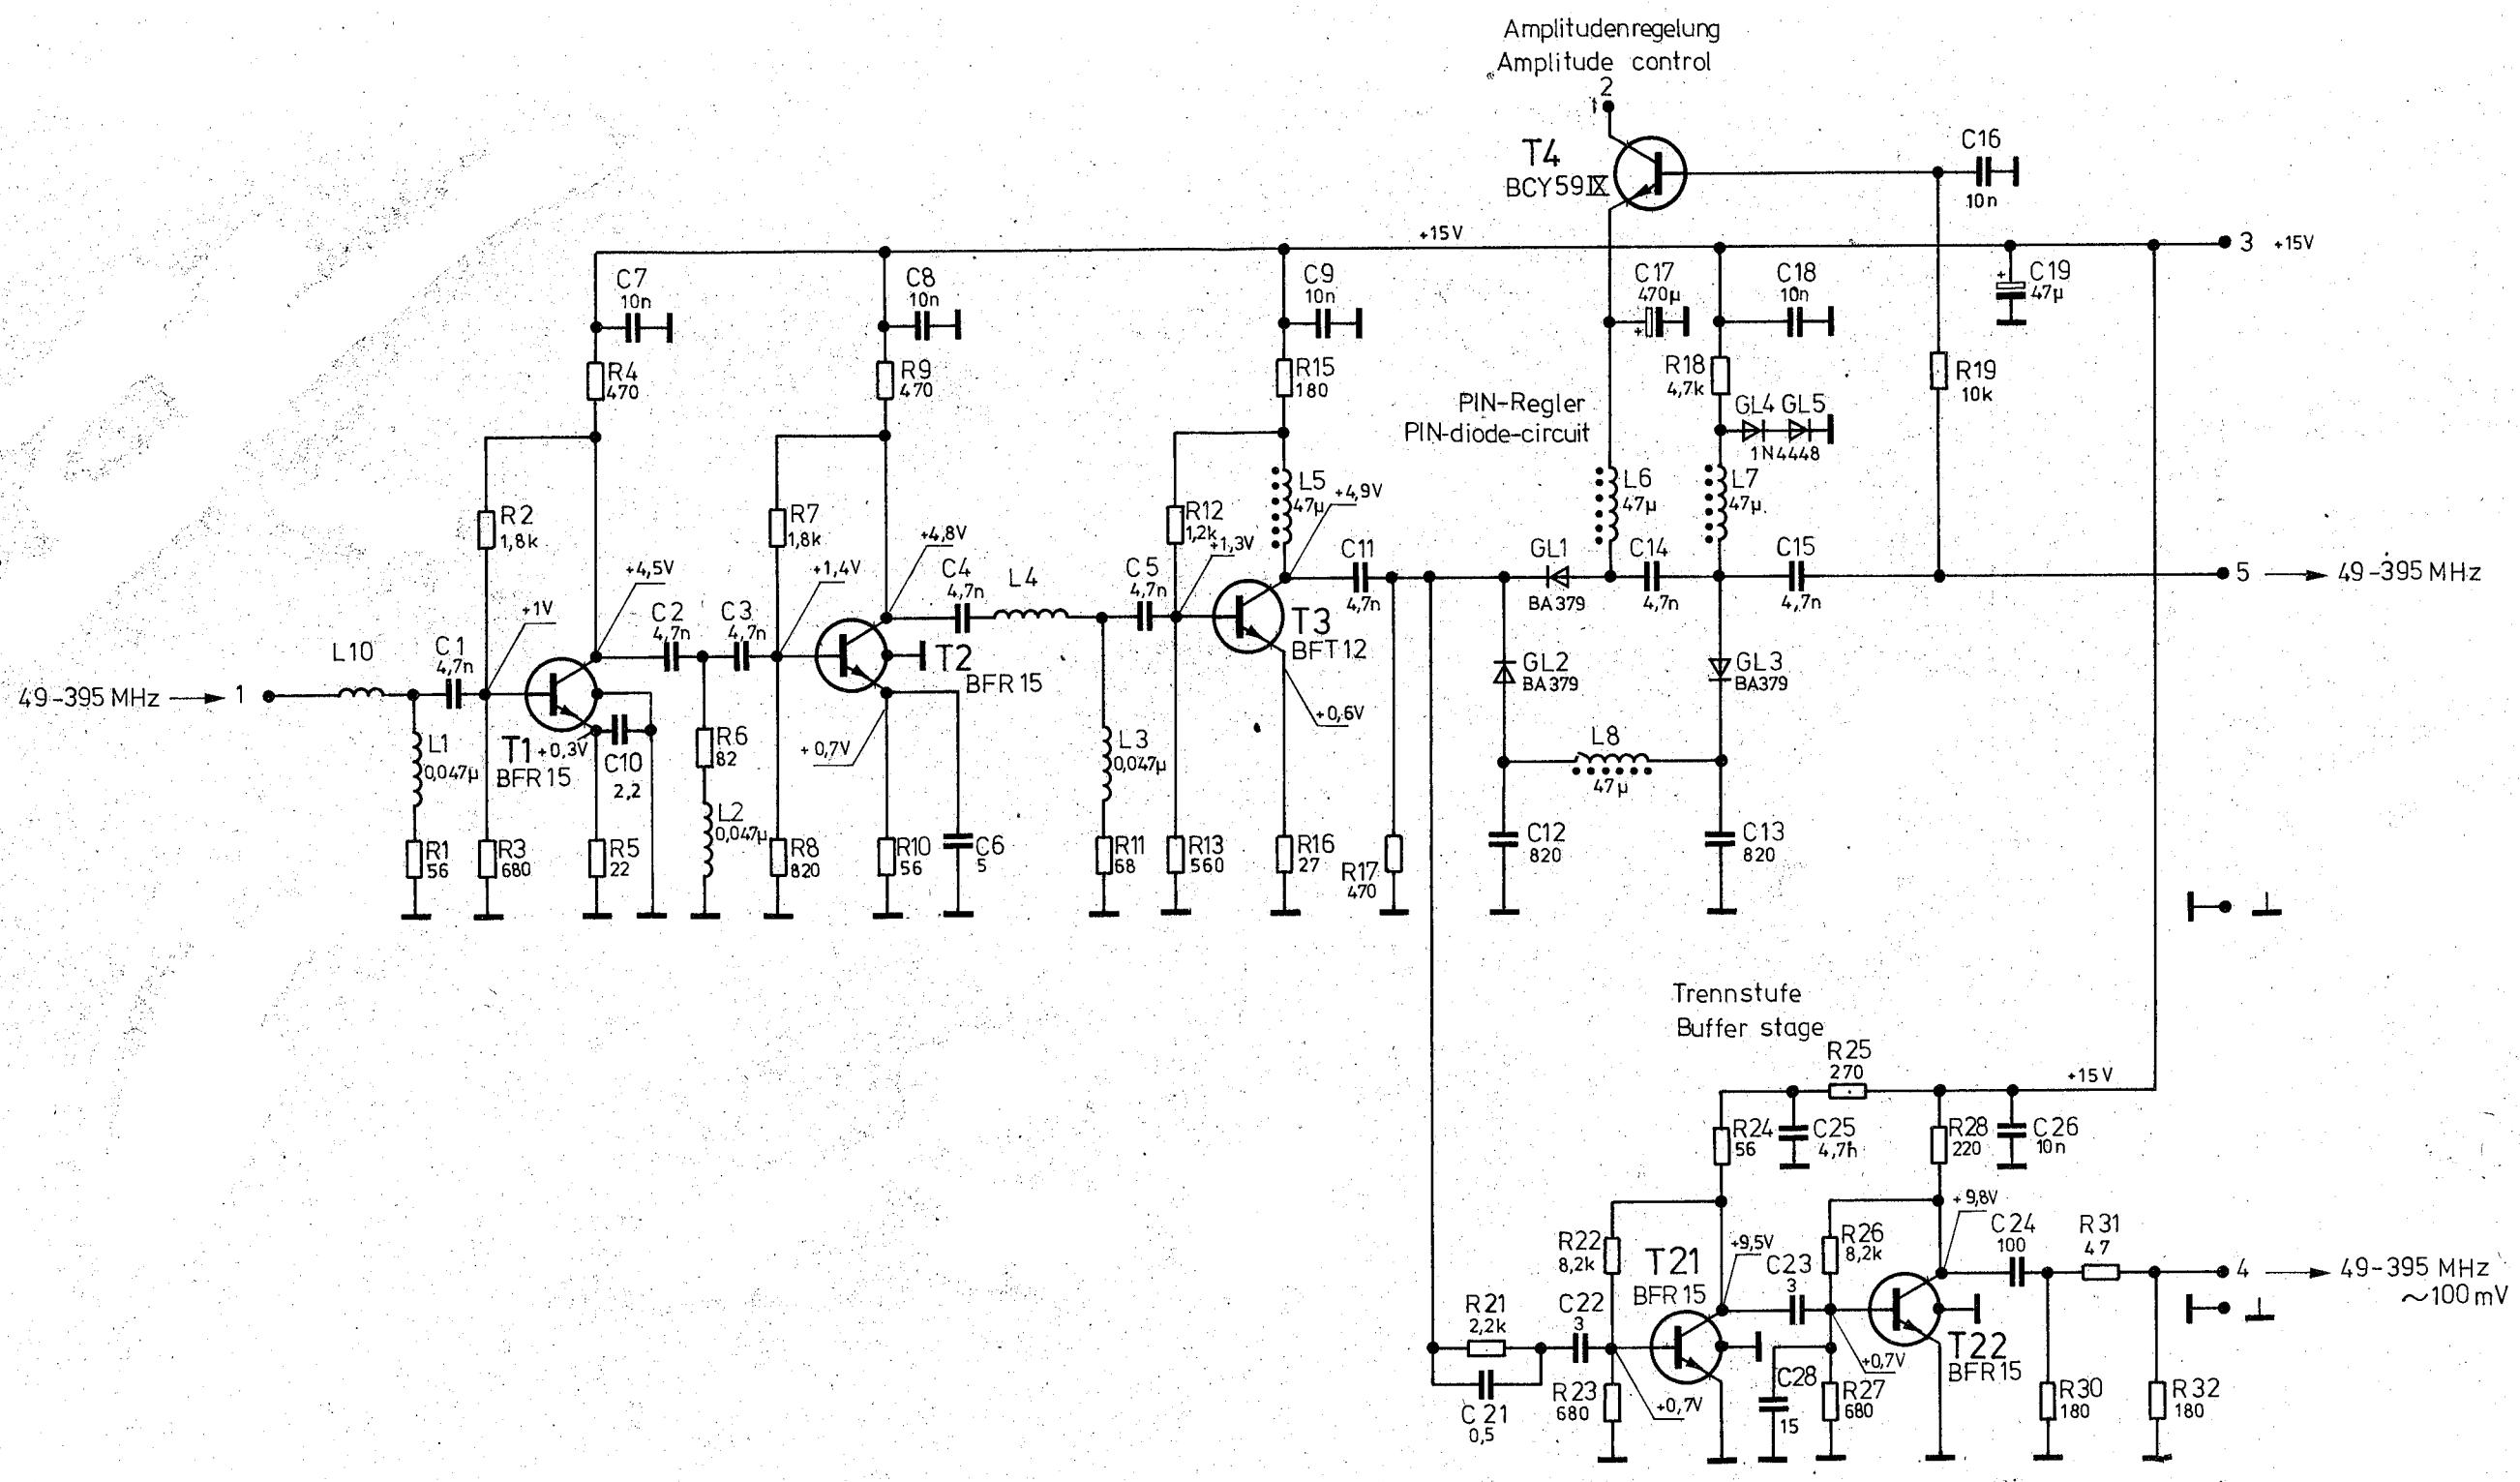 Amplitudenregelung
Amplitude control
2
1
T4
BCY59IX
C16
10n
+15V
3 +15V
C7
10n
C8
10n
C9
10n
C17
470µ
+
C18
10n
+
C19
47µ
R4
470
R9
470
R15
180
R18
4,7k
R19
10k
PIN-Regler
PIN-diode-circuit
GL4 GL5
1N4448
R2
1,8k
R7
1,8k
R12
1,2k
L5
47µ
+4,9V
L6
47µ
L7
47µ
+4,5V
+1,4V
+4,8V
+1,3V
C4
4,7n
L4
C5
4,7n
C11
4,7n
GL1
BA379
C14
4,7n
C15
4,7n
5 49-395 MHz
+1V
C2
4,7n
C3
4,7n
T2
BFR15
T3
BFT12
GL2
BA379
GL3
BA379
L10
C1
4,7n
49-395 MHz 1
T1
BFR15
+0,3V
C10
2,2
+0,7V
+0,6V
L1
0,047µ
R6
82
L2
0,047µ
L3
0,047µ
L8
47µ
R1
56
R3
680
R5
22
R8
820
R10
56
C6
5
R11
68
R13
560
R16
27
R17
470
C12
820
C13
820
Trennstufe
Buffer stage
R25
270
+15V
R24
56
C25
4,7n
R28
220
C26
10n
+9,8V
R22
8,2k
T21
BFR15
+9,5V
C23
3
R26
8,2k
C24
100
R31
47
4 49-395 MHz
~100mV
R21
2,2k
C22
3
T22
BFR15
+0,7V
C21
0,5
R23
680
+0,7V
C28
15
R27
680
R30
180
R32
180